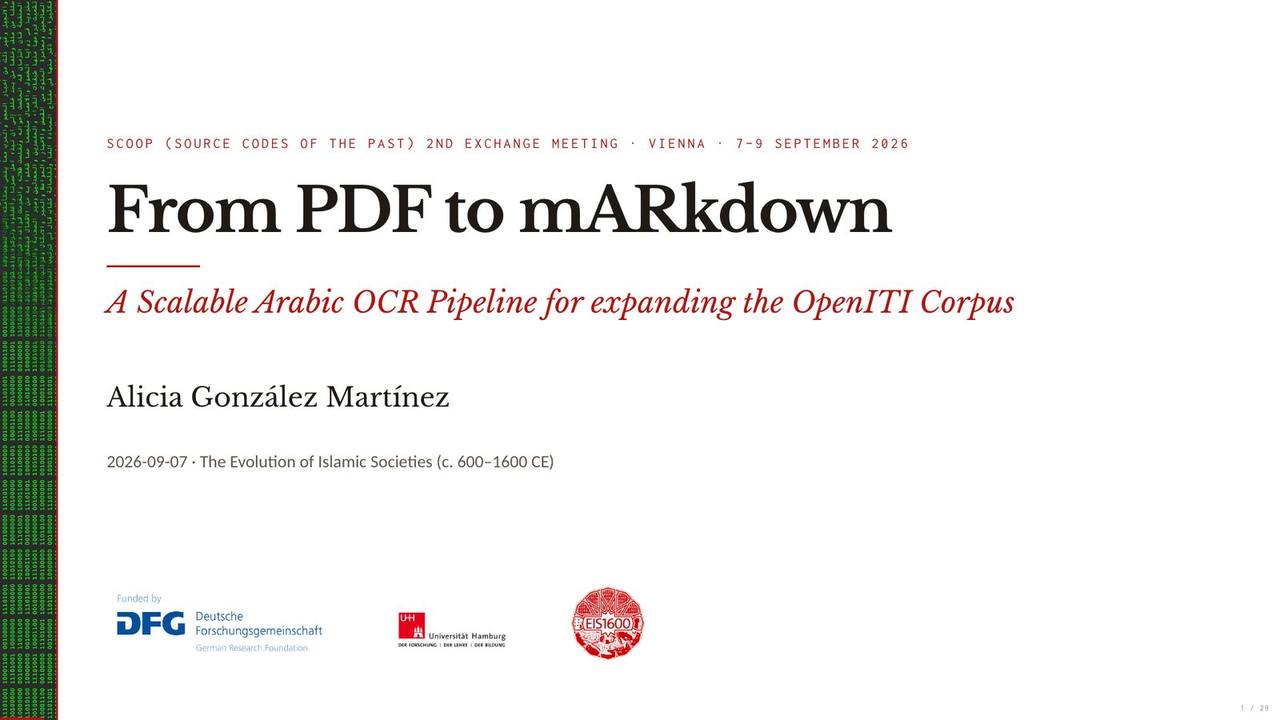 SCOOP (SOURCE CODES OF THE PAST) 2ND EXCHANGE MEETING · VIENNA · 7–9 SEPTEMBER 2026
From PDF to mARkdown
A Scalable Arabic OCR Pipeline for expanding the OpenITI Corpus
Alicia González Martínez
2026-09-07 · The Evolution of Islamic Societies (c. 600–1600 CE)
Funded by
DFG Deutsche
Forschungsgemeinschaft
German Research Foundation
UH
Universität Hamburg
DER FORSCHUNG | DER LEHRE | DER BILDUNG
EIS1600
1 / 29